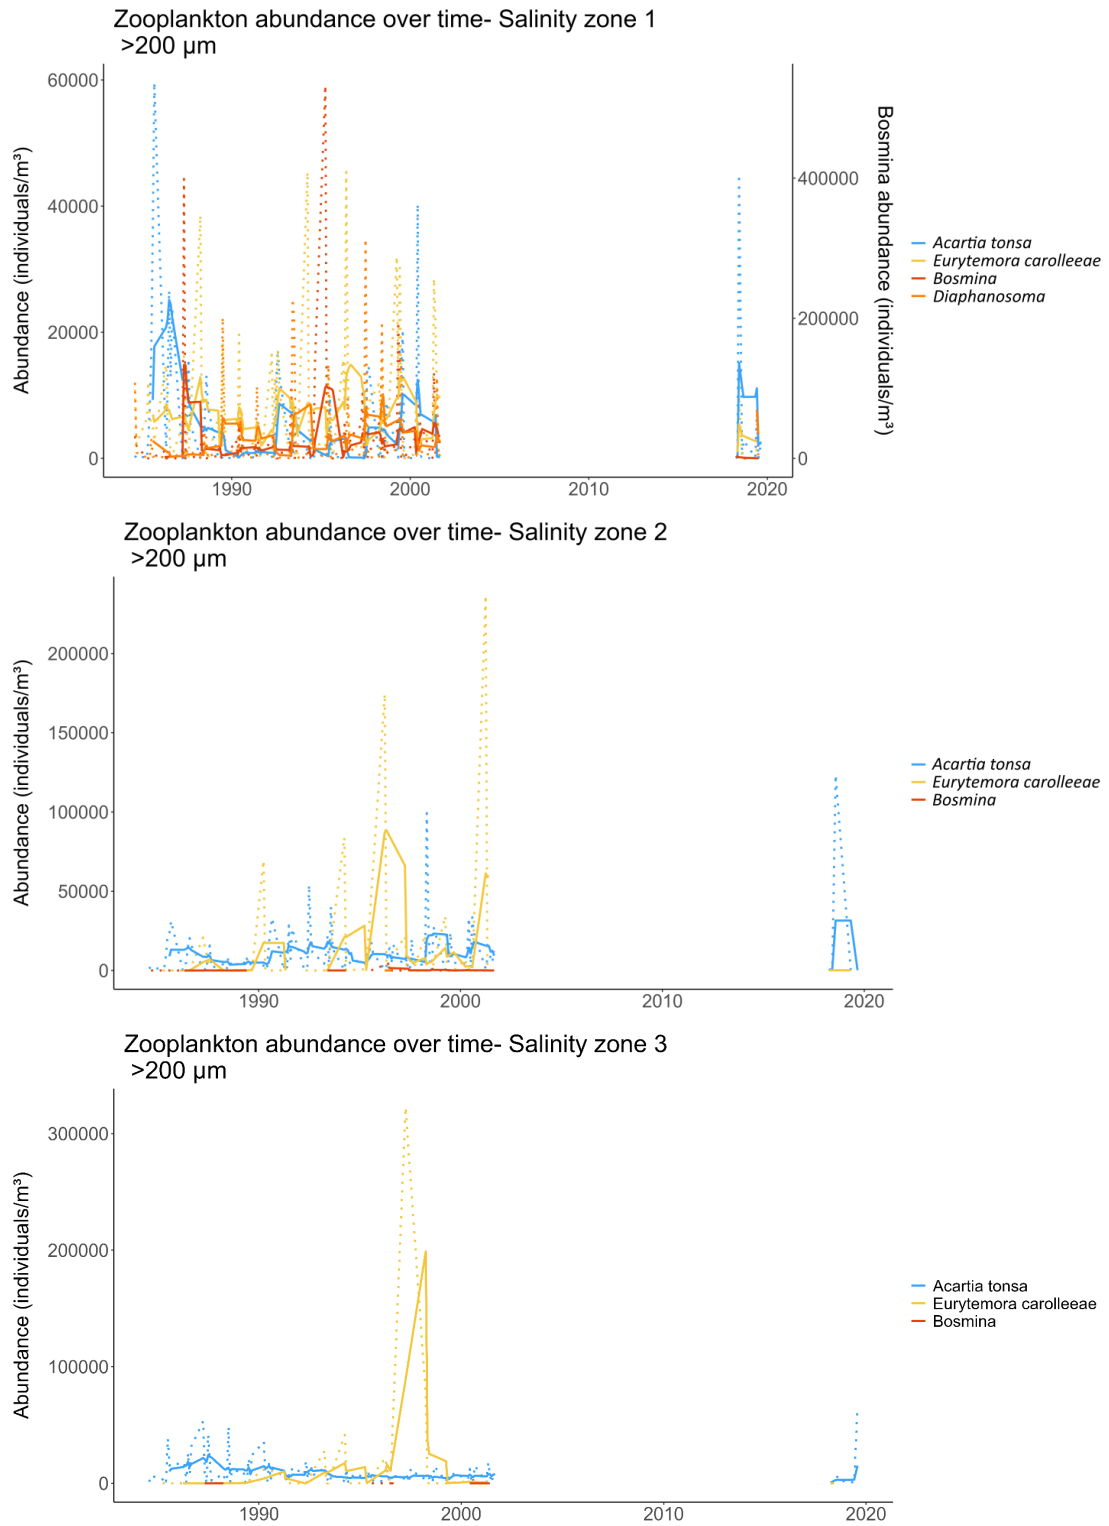 Zooplankton abundance over time- Salinity zone 1
>200 µm
60000
40000
20000
0
Abundance (individuals/m³)
400000
200000
0
Bosmina abundance (individuals/m³)
1990
2000
2010
2020
Acartia tonsa
Eurytemora carolleeae
Bosmina
Diaphanosoma
Zooplankton abundance over time- Salinity zone 2
>200 µm
200000
150000
100000
50000
0
Abundance (individuals/m³)
1990
2000
2010
2020
Acartia tonsa
Eurytemora carolleeae
Bosmina
Zooplankton abundance over time- Salinity zone 3
>200 µm
300000
200000
100000
0
Abundance (individuals/m³)
1990
2000
2010
2020
Acartia tonsa
Eurytemora carolleeae
Bosmina